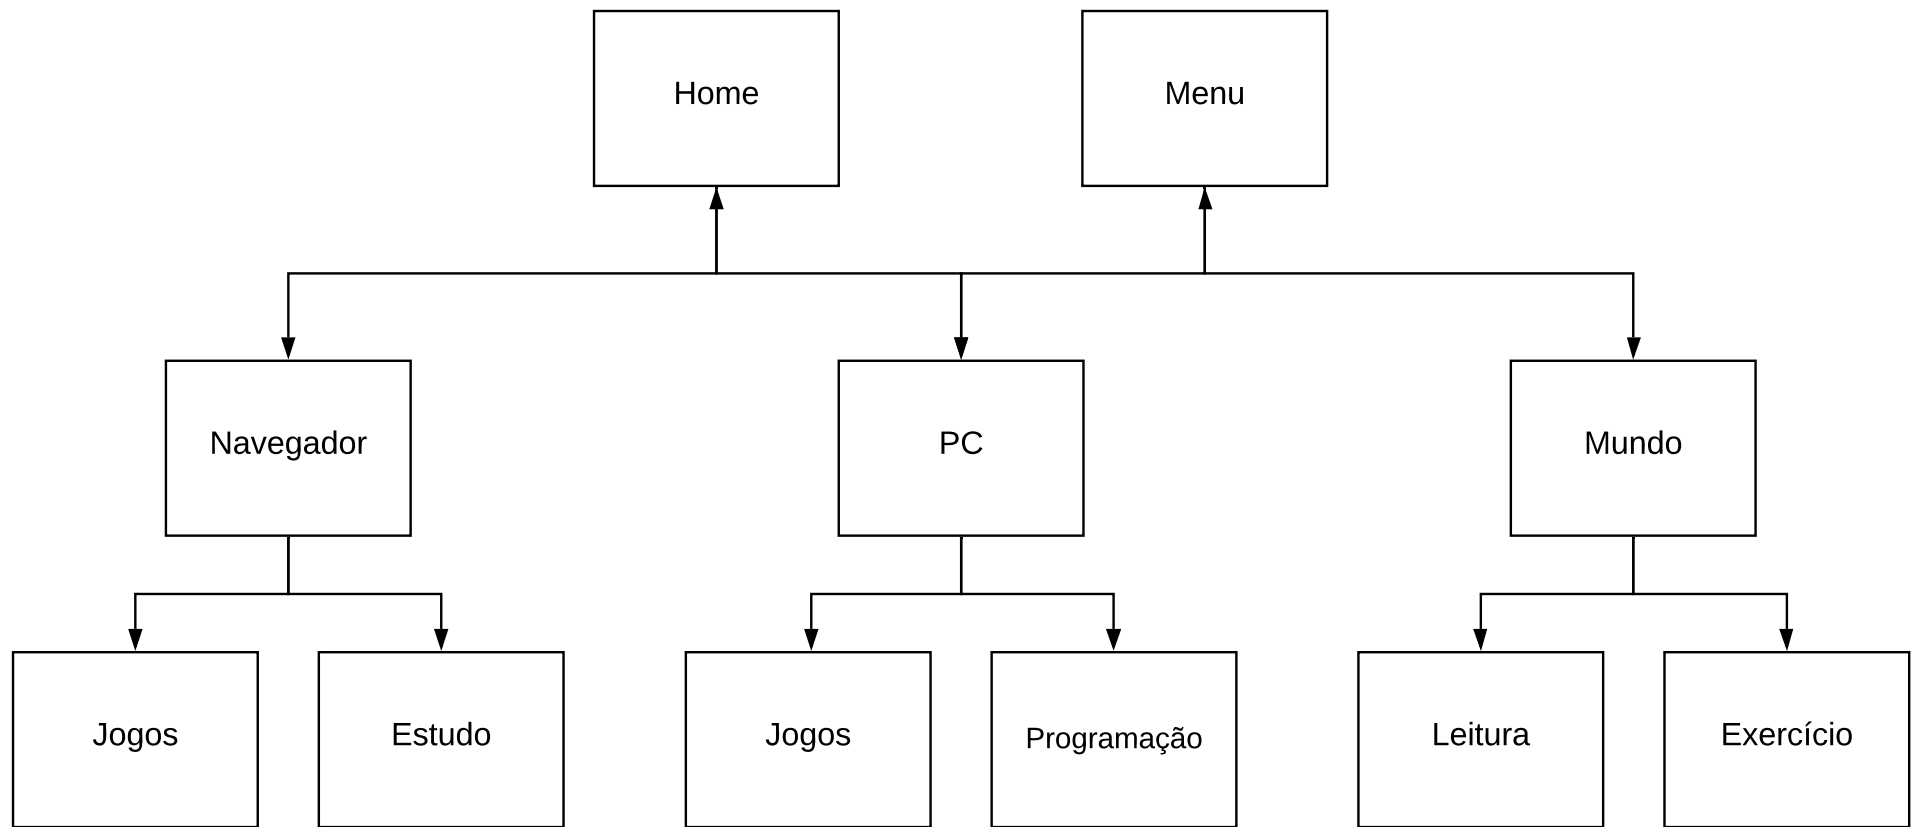 Home
Menu
Navegador
PC
Mundo
Jogos
Estudo
Jogos
Programação
Leitura
Exercício